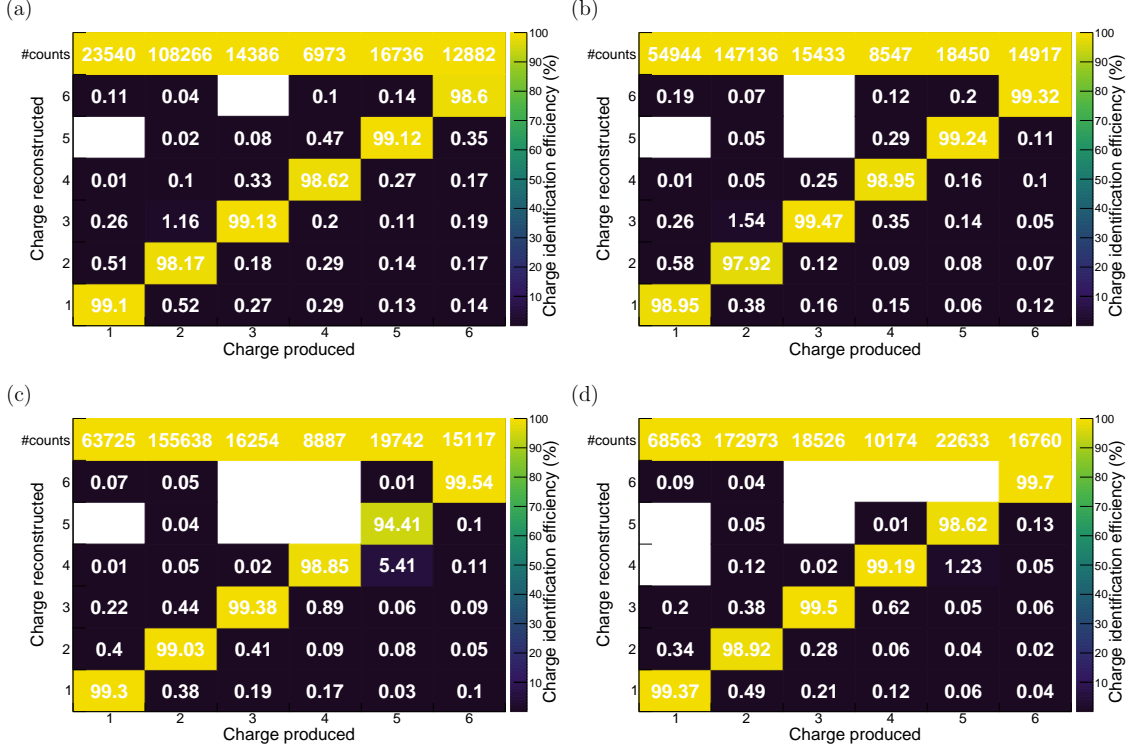 (a)
#counts 23540 108266 14386 6973 16736 12882
6 0.11 0.04 0.1 0.14 98.6
5 0.02 0.08 0.47 99.12 0.35
4 0.01 0.1 0.33 98.62 0.27 0.17
3 0.26 1.16 99.13 0.2 0.11 0.19
2 0.51 98.17 0.18 0.29 0.14 0.17
1 99.1 0.52 0.27 0.29 0.13 0.14
1 2 3 4 5 6
Charge produced
Charge reconstructed
100
90
80
70
60
50
40
30
20
10
Charge identification efficiency (%)
(b)
#counts 54944 147136 15433 8547 18450 14917
6 0.19 0.07 0.12 0.2 99.32
5 0.05 0.29 99.24 0.11
4 0.01 0.05 0.25 98.95 0.16 0.1
3 0.26 1.54 99.47 0.35 0.14 0.05
2 0.58 97.92 0.12 0.09 0.08 0.07
1 98.95 0.38 0.16 0.15 0.06 0.12
1 2 3 4 5 6
Charge produced
Charge reconstructed
100
90
80
70
60
50
40
30
20
10
Charge identification efficiency (%)
(c)
#counts 63725 155638 16254 8887 19742 15117
6 0.07 0.05 0.01 99.54
5 0.04 94.41 0.1
4 0.01 0.05 0.02 98.85 5.41 0.11
3 0.22 0.44 99.38 0.89 0.06 0.09
2 0.4 99.03 0.41 0.09 0.08 0.05
1 99.3 0.38 0.19 0.17 0.03 0.1
1 2 3 4 5 6
Charge produced
Charge reconstructed
100
90
80
70
60
50
40
30
20
10
Charge identification efficiency (%)
(d)
#counts 68563 172973 18526 10174 22633 16760
6 0.09 0.04 99.7
5 0.05 0.01 98.62 0.13
4 0.12 0.02 99.19 1.23 0.05
3 0.2 0.38 99.5 0.62 0.05 0.06
2 0.34 98.92 0.28 0.06 0.04 0.02
1 99.37 0.49 0.21 0.12 0.06 0.04
1 2 3 4 5 6
Charge produced
Charge reconstructed
100
90
80
70
60
50
40
30
20
10
Charge identification efficiency (%)